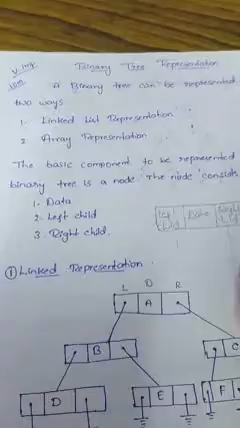 V.imp
10M
Binary Tree Representation
A Binary tree can be represented
two ways
1. Linked List Representation
2. Array Representation
The basic component to be represented
binary tree is a node. The node consists
1. Data
2. Left child
3. Right child.
Left child Data Right
① Linked Representation.
L D R
A
B
C
D
E
F